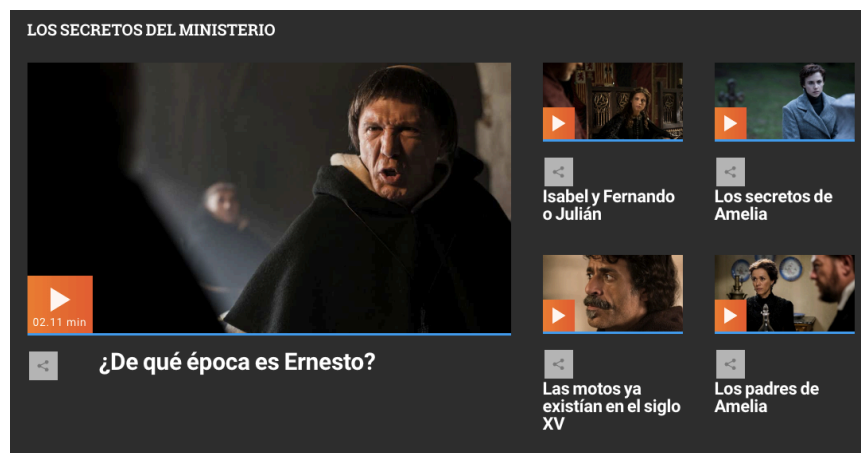 LOS SECRETOS DEL MINISTERIO
02.11 min
¿De qué época es Ernesto?
Isabel y Fernando
o Julián
Los secretos de
Amelia
Las motos ya
existían en el siglo
XV
Los padres de
Amelia